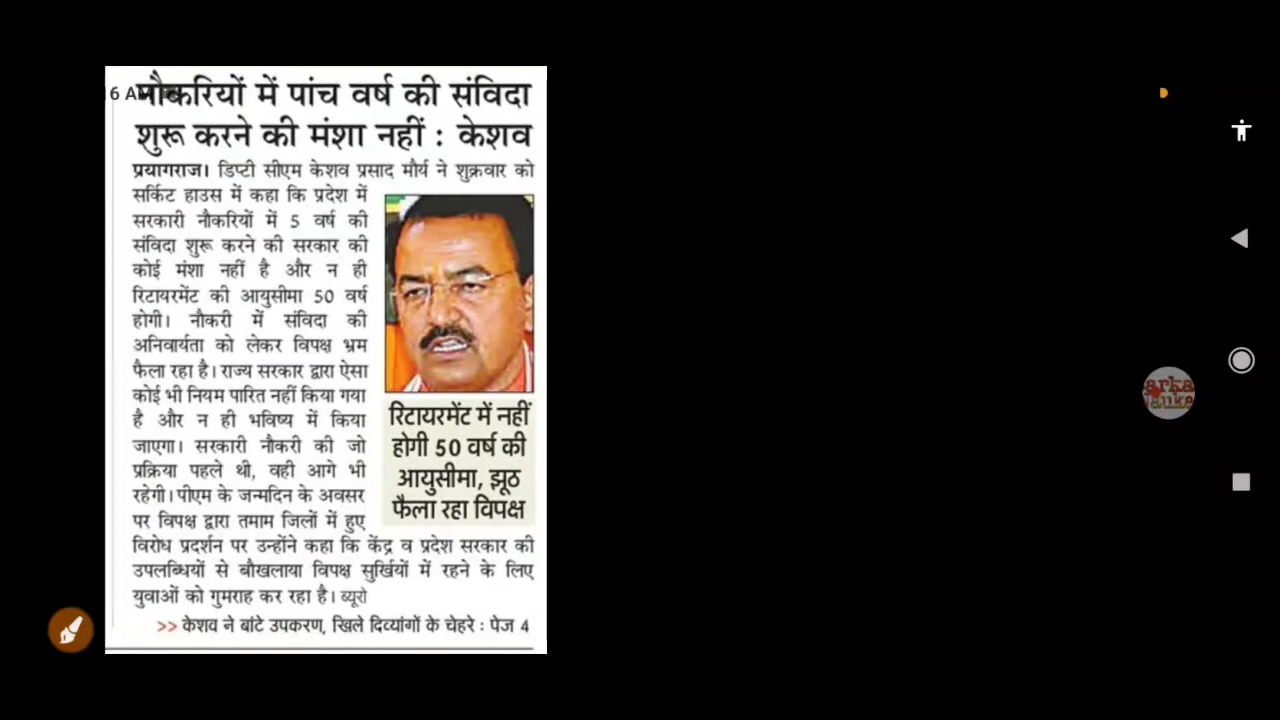 6 AM
नौकरियों में पांच वर्ष की संविदा
शुरू करने की मंशा नहीं : केशव
प्रयागराज। डिप्टी सीएम केशव प्रसाद मौर्य ने शुक्रवार को
सर्किट हाउस में कहा कि प्रदेश में
सरकारी नौकरियों में 5 वर्ष की
संविदा शुरू करने की सरकार की
कोई मंशा नहीं है और न ही
रिटायरमेंट की आयुसीमा 50 वर्ष
होगी। नौकरी में संविदा की
अनिवार्यता को लेकर विपक्ष भ्रम
फैला रहा है। राज्य सरकार द्वारा ऐसा
कोई भी नियम पारित नहीं किया गया
है और न ही भविष्य में किया
जाएगा। सरकारी नौकरी की जो
प्रक्रिया पहले थी, वही आगे भी
रहेगी। पीएम के जन्मदिन के अवसर
पर विपक्ष द्वारा तमाम जिलों में हुए
विरोध प्रदर्शन पर उन्होंने कहा कि केंद्र व प्रदेश सरकार की
उपलब्धियों से बौखलाया विपक्ष सुर्खियों में रहने के लिए
युवाओं को गुमराह कर रहा है। ब्यूरो
रिटायरमेंट में नहीं
होगी 50 वर्ष की
आयुसीमा, झूठ
फैला रहा विपक्ष
>> केशव ने बांटे उपकरण, खिले दिव्यांगों के चेहरे : पेज 4